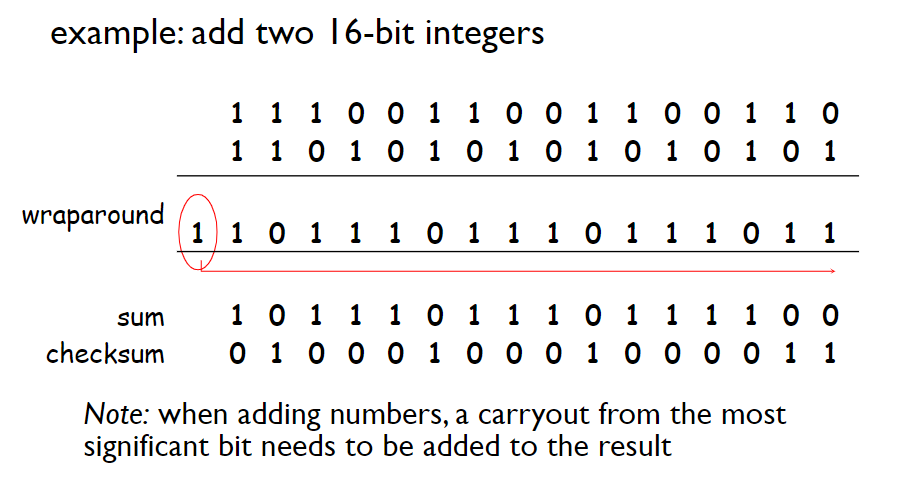 example: add two 16-bit integers
1 1 1 0 0 1 1 0 0 1 1 0 0 1 1 0
1 1 0 1 0 1 0 1 0 1 0 1 0 1 0 1
wraparound 1 1 0 1 1 1 0 1 1 1 0 1 1 1 0 1 1
sum 1 0 1 1 1 0 1 1 1 0 1 1 1 1 0 0
checksum 0 1 0 0 0 1 0 0 0 1 0 0 0 0 1 1
Note: when adding numbers, a carryout from the most
significant bit needs to be added to the result